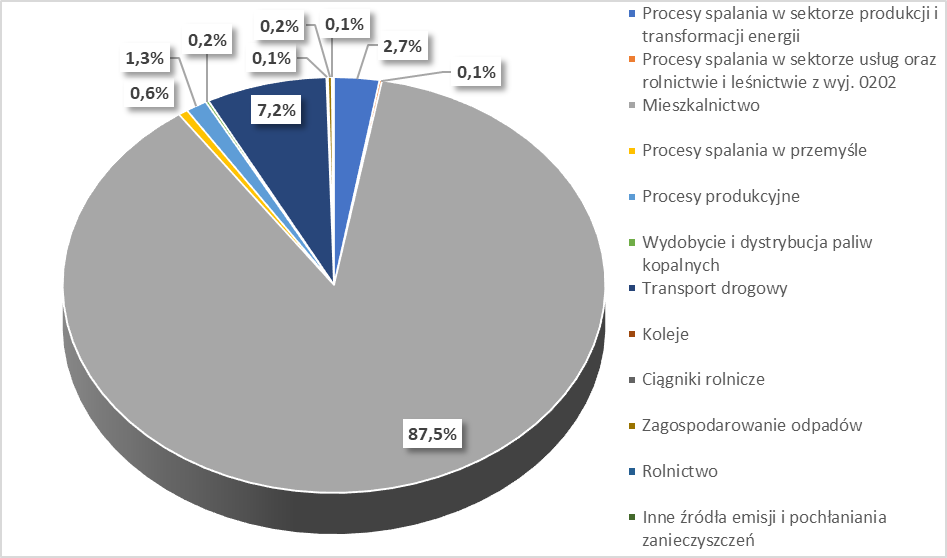 0,2%
0,1%
0,2%
2,7%
1,3%
0,1%
0,1%
0,6%
7,2%
87,5%
Procesy spalania w sektorze produkcji i
transformacji energii
Procesy spalania w sektorze usług oraz
rolnictwie i leśnictwie z wyj. 0202
Mieszkalnictwo
Procesy spalania w przemyśle
Procesy produkcyjne
Wydobycie i dystrybucja paliw
kopalnych
Transport drogowy
Koleje
Ciągniki rolnicze
Zagospodarowanie odpadów
Rolnictwo
Inne źródła emisji i pochłaniania
zanieczyszczeń